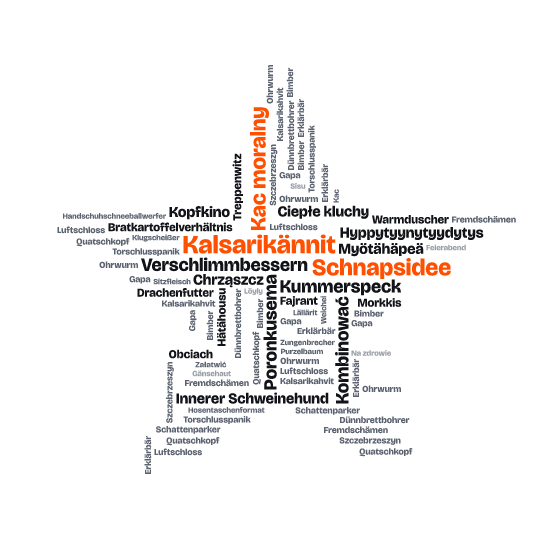 Ohrwurm
Bimber
Kalsarikahvit
Dünnbrettbohrer
Erklärbär
Kac moralny
Szczebrzeszyn
Bimber
Torschlusspanik
Treppenwitz
Gapa
Sisu
Erklärbär
Kac
Ohrwurm
Handschuhschneeballwerfer
Kopfkino
Ciepłe kluchy
Warmduscher
Fremdschämen
Luftschloss
Bratkartoffelverhältnis
Luftschloss
Hyppytyynytyydytys
Quatschkopf
Klugscheißer
Kalsarikännit
Myötähäpeä
Feierabend
Torschlusspanik
Ohrwurm
Verschlimmbessern
Schnapsidee
Gapa
Sitzfleisch
Chrząszcz
Kummerspeck
Drachenfutter
Löyly
Kalsarikahvit
Hätähousu
Dünnbrettbohrer
Bimber
Poronkusema
Fajrant
Weichei
Kombinować
Morkkis
Gapa
Bimber
Lällärit
Bimber
Gapa
Gapa
Erklärbär
Zungenbrecher
Obciach
Quatschkopf
Purzelbaum
Na zdrowie
Załatwić
Ohrwurm
Erklärbär
Gänsehaut
Luftschloss
Fremdschämen
Kalsarikahvit
Ohrwurm
Szczebrzeszyn
Innerer Schweinehund
Hosentaschenformat
Schattenparker
Torschlusspanik
Dünnbrettbohrer
Schattenparker
Fremdschämen
Quatschkopf
Szczebrzeszyn
Erklärbär
Luftschloss
Quatschkopf